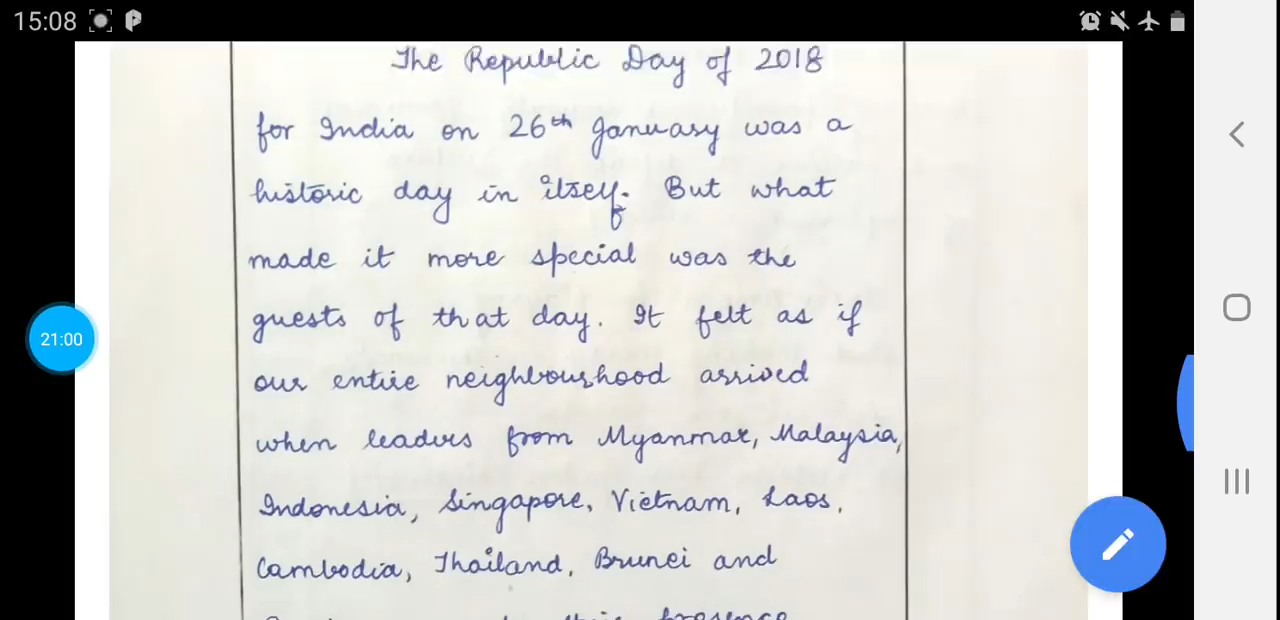 15:08
The Republic Day of 2018
for India on 26th January was a
historic day in itself. But what
made it more special was the
guests of that day. It felt as if
21:00
our entire neighbourhood arrived
when leaders from Myanmar, Malaysia,
Indonesia, Singapore, Vietnam, Laos,
Cambodia, Thailand, Brunei and
their presence